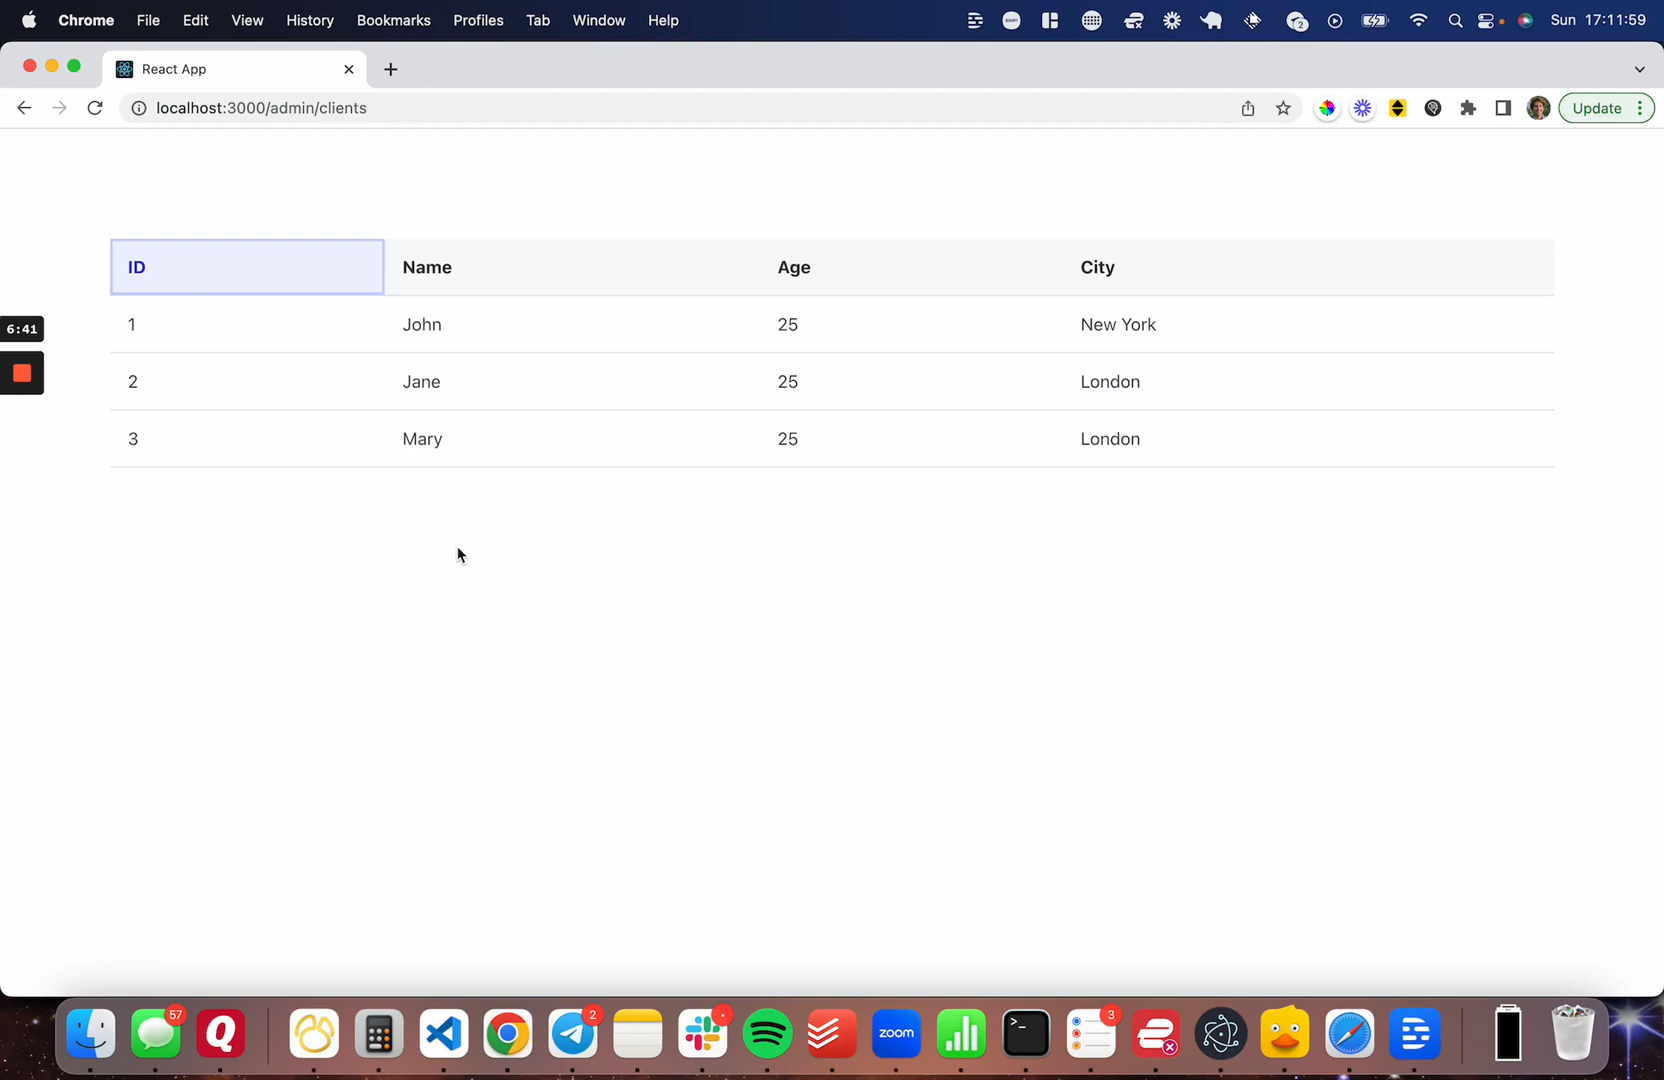 Chrome File Edit View History Bookmarks Profiles Tab Window Help 2 Sun 17:11:59
React App
localhost:3000/admin/clients Update
ID Name Age City
1 John 25 New York
6:41
2 Jane 25 London
3 Mary 25 London
57 2 3
zoom